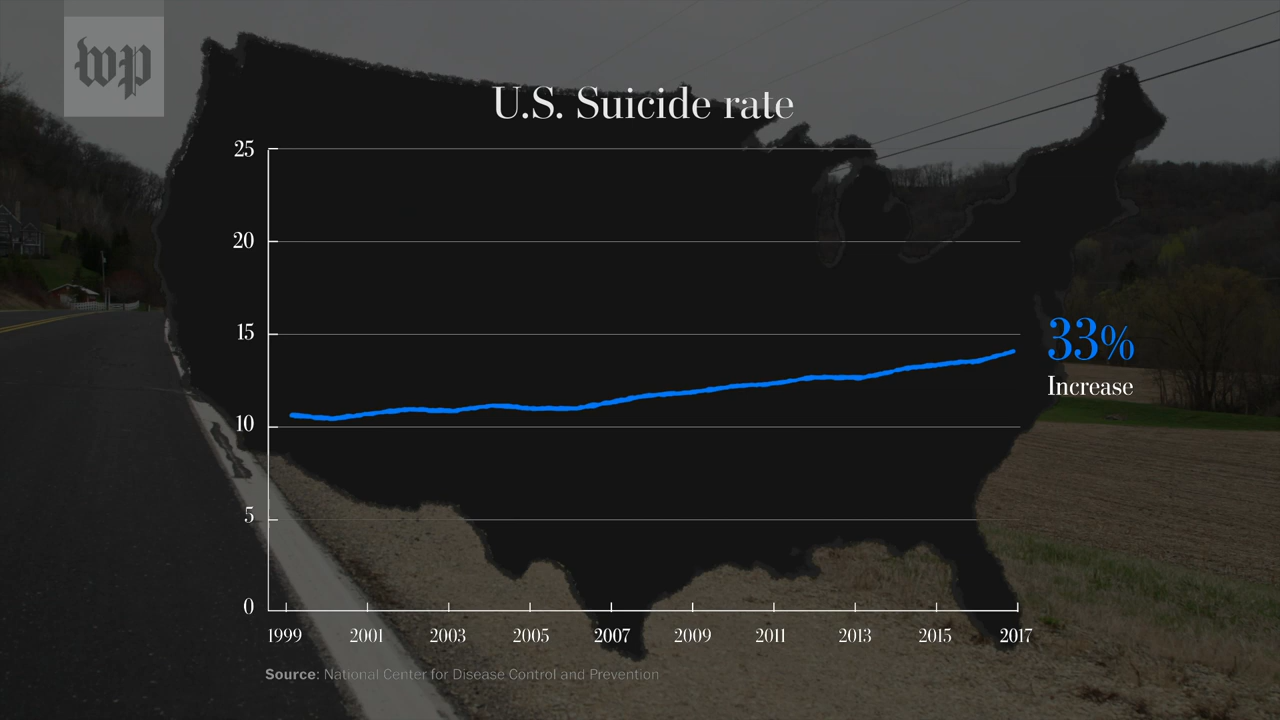 wp
U.S. Suicide rate
25
20
15
10
5
0
33%
Increase
1999 2001 2003 2005 2007 2009 2011 2013 2015 2017
Source: National Center for Disease Control and Prevention